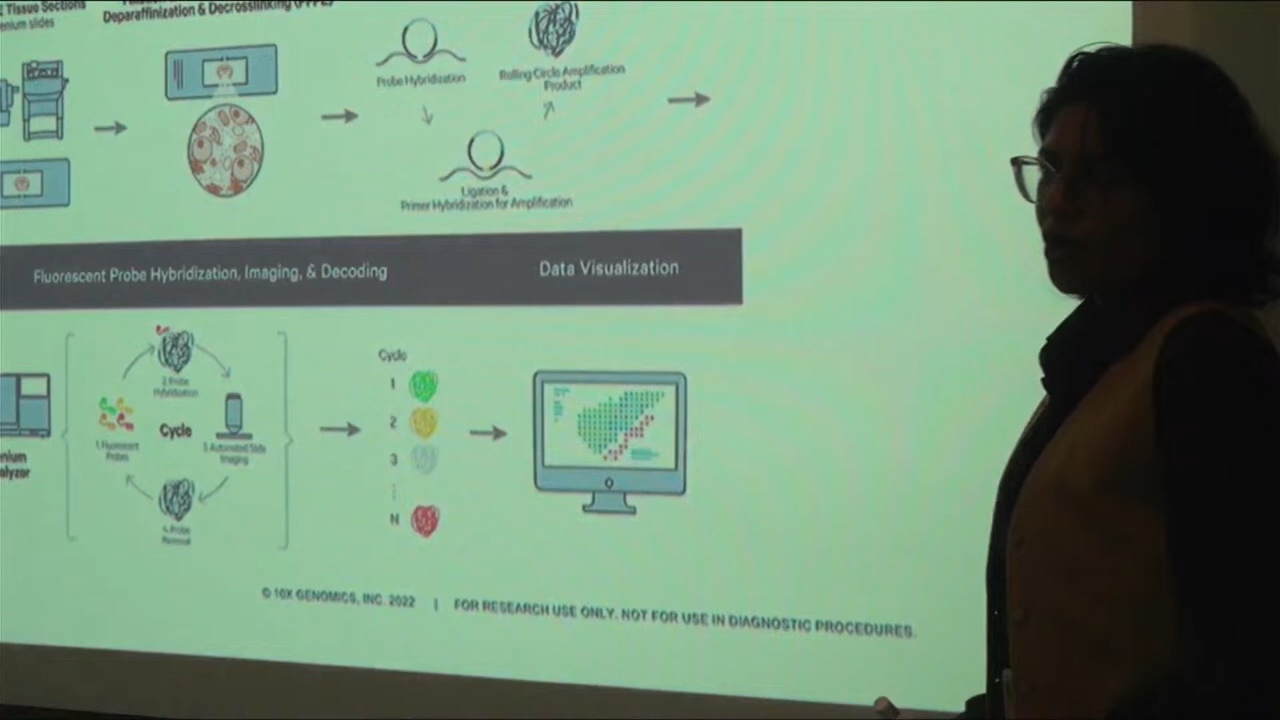 Tissue Sections
enium slides
Deparaffinization & Decrosslinking (FFPE)
Probe Hybridization
Rolling Circle Amplification
Product
Ligation &
Primer Hybridization for Amplification
Fluorescent Probe Hybridization, Imaging, & Decoding
Data Visualization
2. Probe
Hybridization
1. Fluorescent
Probes
Cycle
3. Automated Slide
Imaging
4. Probe
Removal
enium
alyzer
Cycle
1
2
3
N
© 10X GENOMICS, INC. 2022 | FOR RESEARCH USE ONLY. NOT FOR USE IN DIAGNOSTIC PROCEDURES.